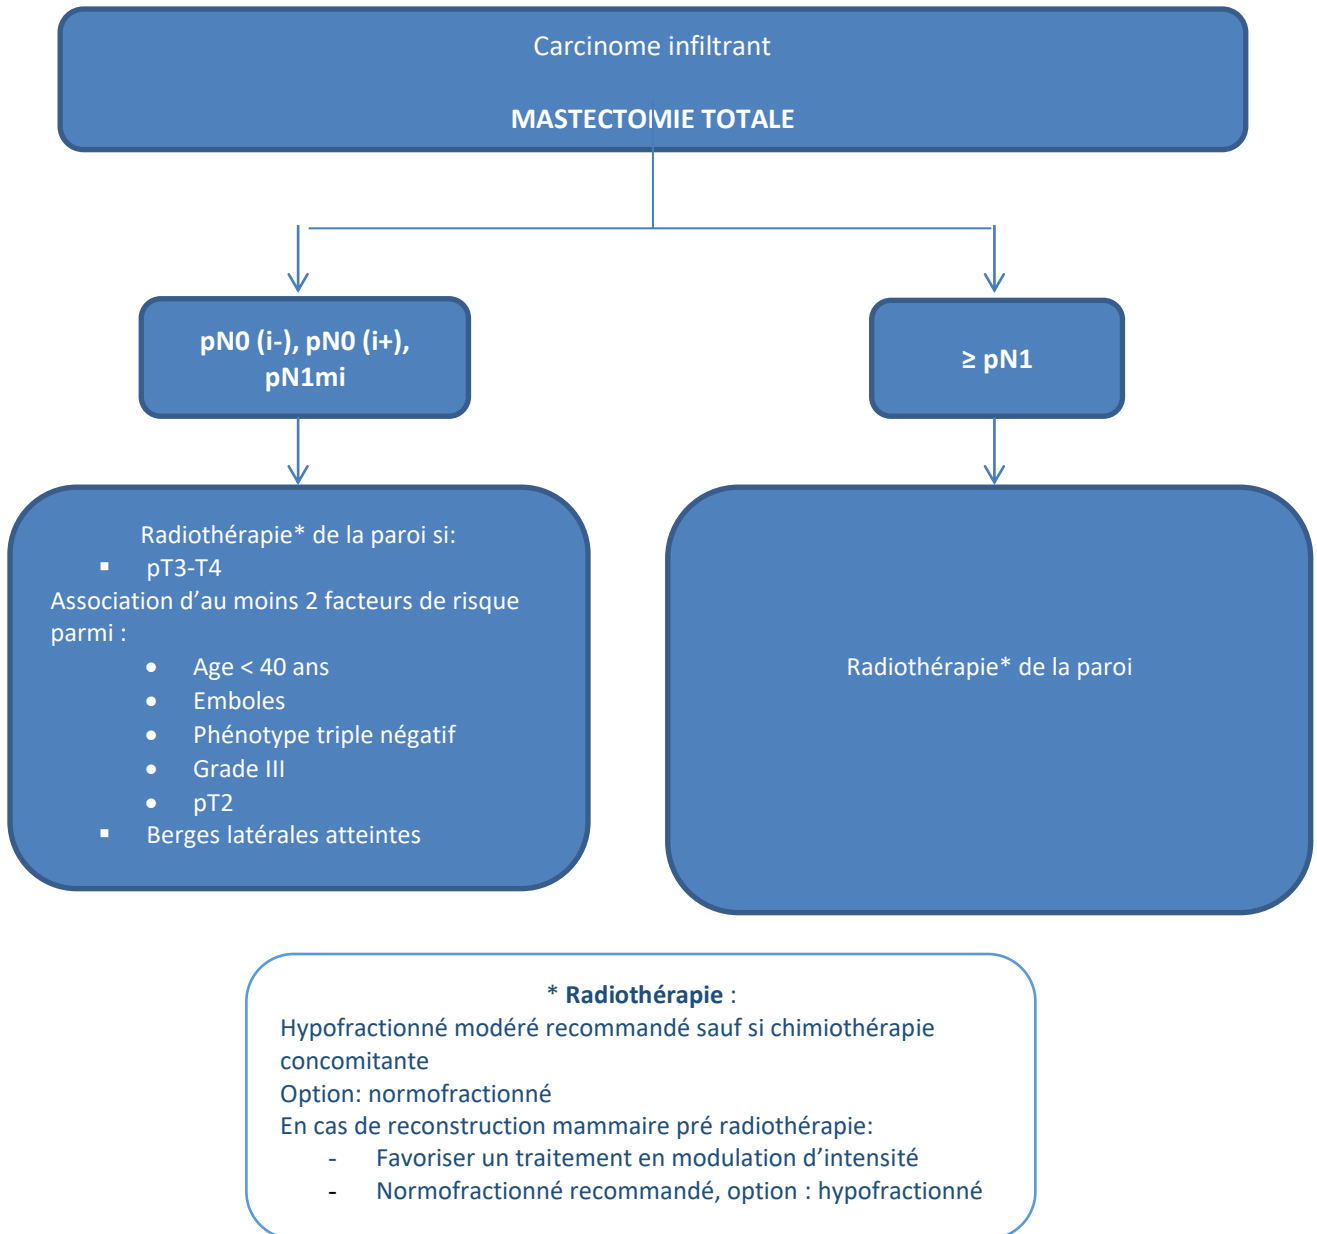 Carcinome infiltrant
MASTECTOMIE TOTALE
pN0 (i-), pN0 (i+),
pN1mi
≥ pN1
Radiothérapie* de la paroi si:
▪ pT3-T4
Association d’au moins 2 facteurs de risque
parmi :
• Age < 40 ans
• Emboles
• Phénotype triple négatif
• Grade III
• pT2
▪ Berges latérales atteintes
Radiothérapie* de la paroi
* Radiothérapie :
Hypofractionné modéré recommandé sauf si chimiothérapie
concomitante
Option: normofractionné
En cas de reconstruction mammaire pré radiothérapie:
- Favoriser un traitement en modulation d’intensité
- Normofractionné recommandé, option : hypofractionné